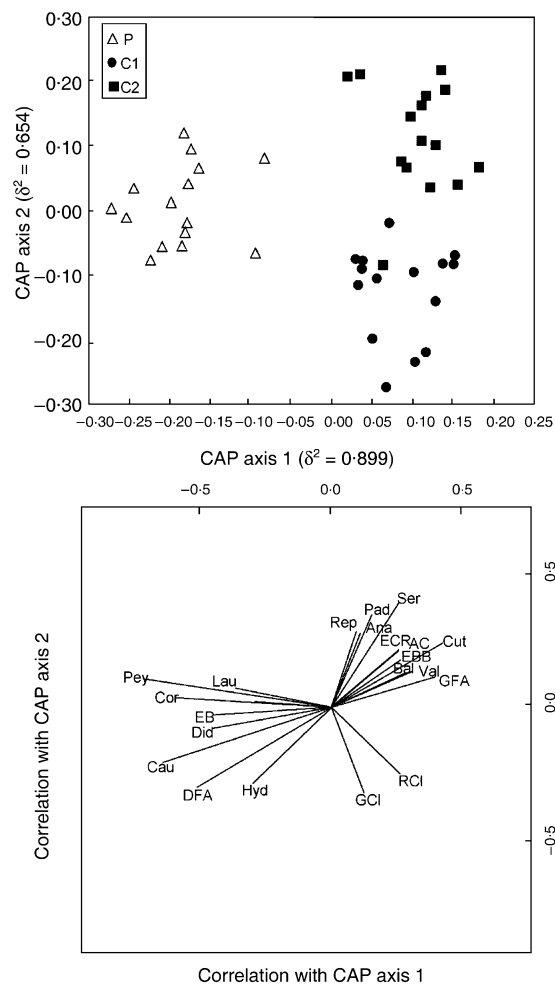 0·30
0·20
0·10
0·00
−0·10
−0·20
−0·30
CAP axis 2 (δ2 = 0·654)
P
C1
C2
−0·30 −0·25 −0·20 −0·15 −0·10 −0·05 0·00 0·05 0·10 0·15 0·20 0·25
CAP axis 1 (δ2 = 0·899)
−0·5 0·0 0·5
0·5
0·0
−0·5
Correlation with CAP axis 2
Ser
Pad
Rep
Ana
ECR
AC
Cut
EBB
Bal
Val
GFA
Pey
Lau
Cor
EB
Did
Cau
DFA
Hyd
GCl
RCl
Correlation with CAP axis 1